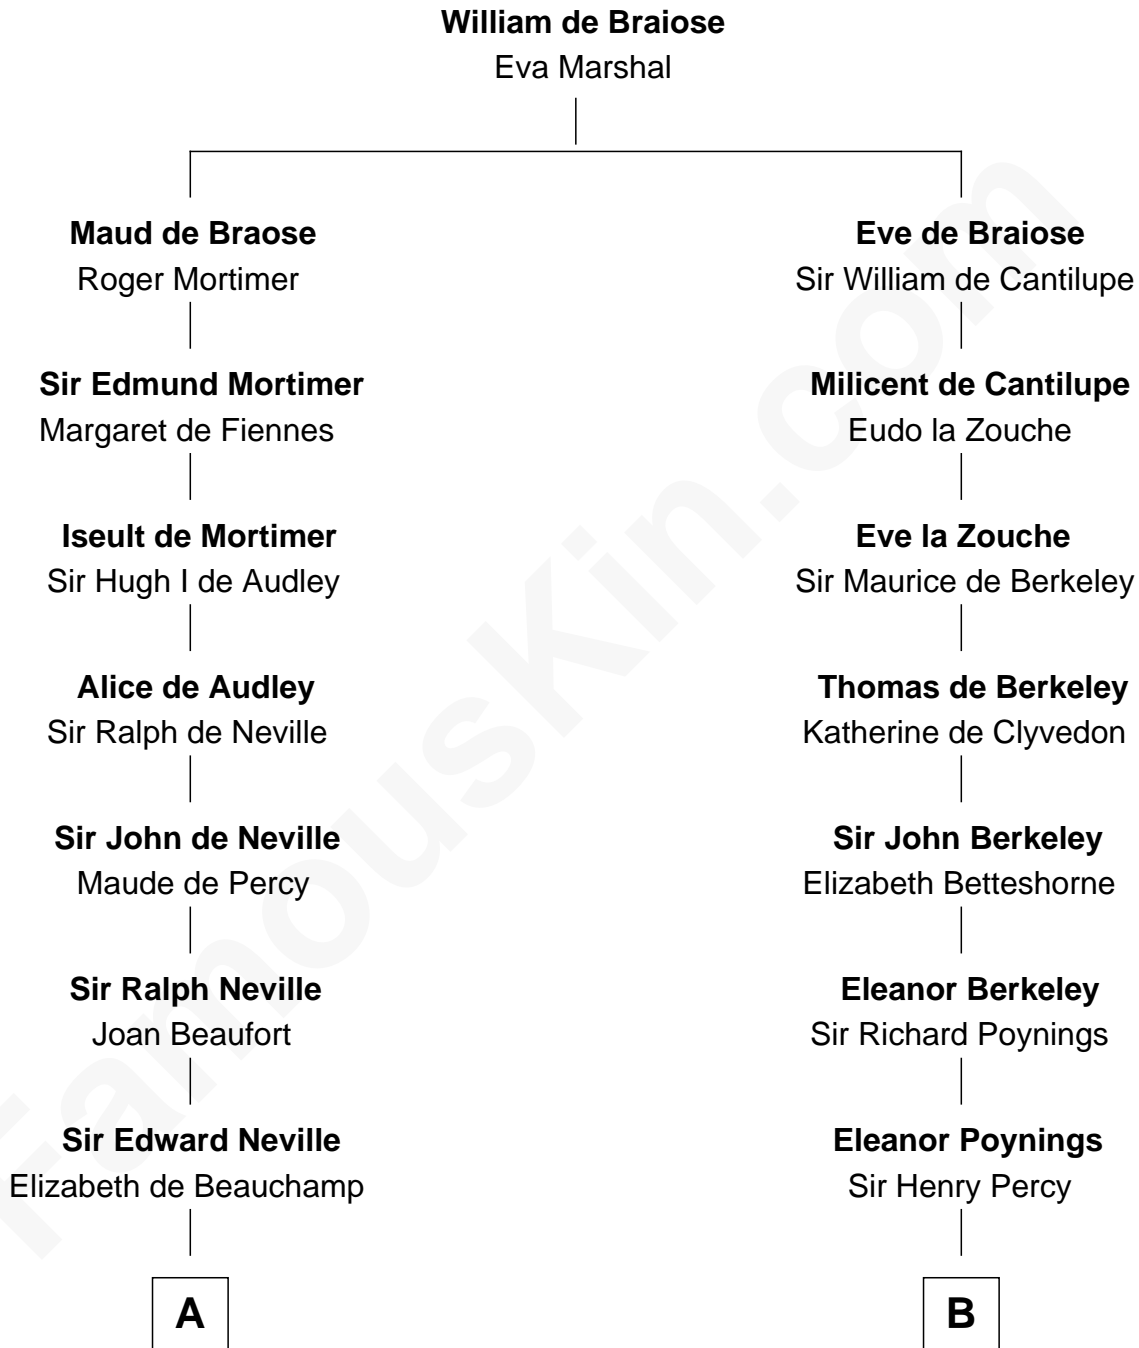 William de Braiose
Eva Marshal
Maud de Braose
Roger Mortimer
Eve de Braiose
Sir William de Cantilupe
Sir Edmund Mortimer
Margaret de Fiennes
Milicent de Cantilupe
Eudo la Zouche
Iseult de Mortimer
Sir Hugh I de Audley
Eve la Zouche
Sir Maurice de Berkeley
Alice de Audley
Sir Ralph de Neville
Thomas de Berkeley
Katherine de Clyvedon
Sir John de Neville
Maude de Percy
Sir John Berkeley
Elizabeth Betteshorne
Sir Ralph Neville
Joan Beaufort
Eleanor Berkeley
Sir Richard Poynings
Sir Edward Neville
Elizabeth de Beauchamp
Eleanor Poynings
Sir Henry Percy
A
B
FamousKin.com